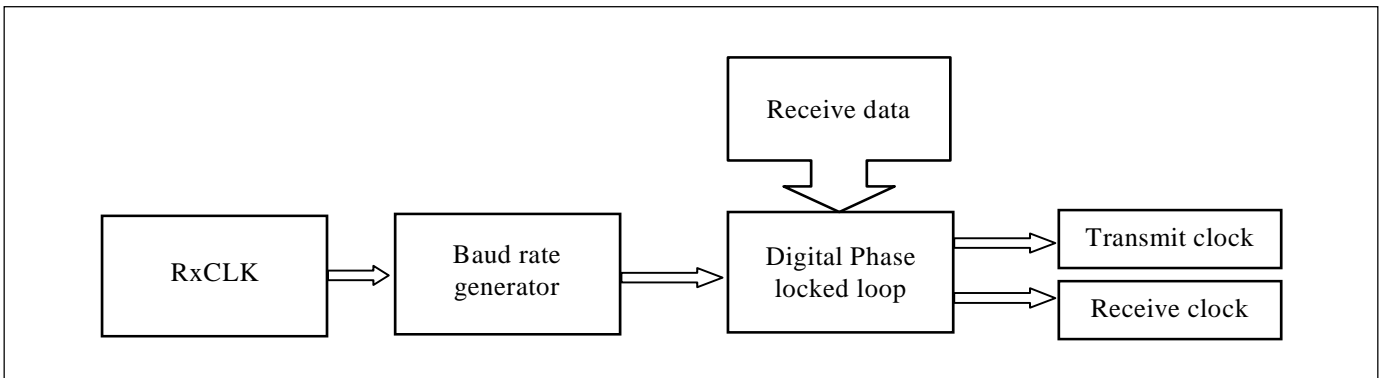 Receive data
RxCLK
Baud rate
generator
Digital Phase
locked loop
Transmit clock
Receive clock